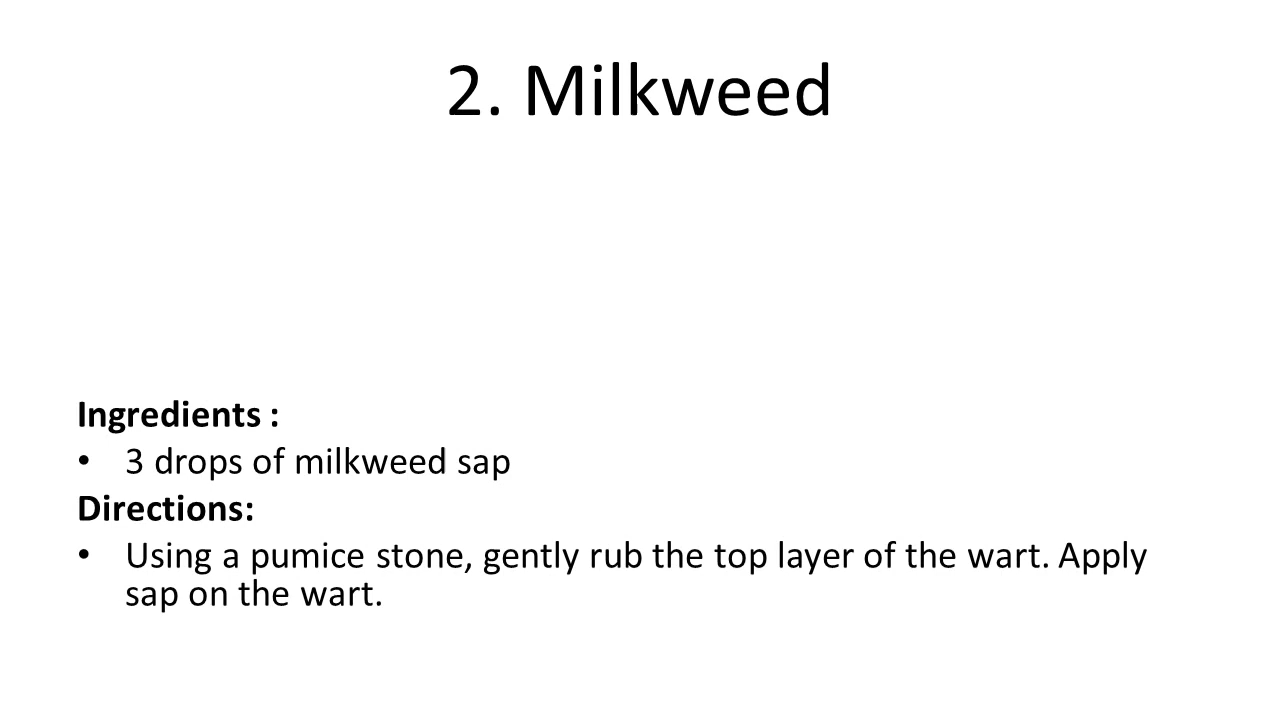 2. Milkweed
Ingredients :
• 3 drops of milkweed sap
Directions:
• Using a pumice stone, gently rub the top layer of the wart. Apply
sap on the wart.